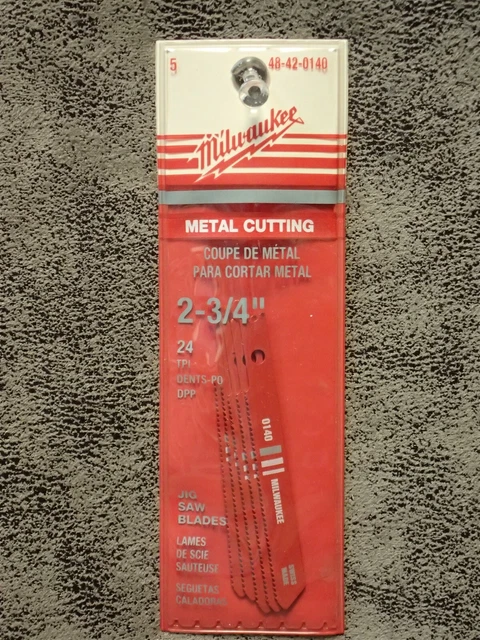 5 48-42-0140
Milwaukee
METAL CUTTING
COUPE DE MÉTAL
PARA CORTAR METAL
2-3/4"
24
TPI
DENTS-PO
DPP
0140
MILWAUKEE
JIG
SAW
BLADES
LAMES
DE SCIE
SAUTEUSE
SEGUETAS
CALADORAS